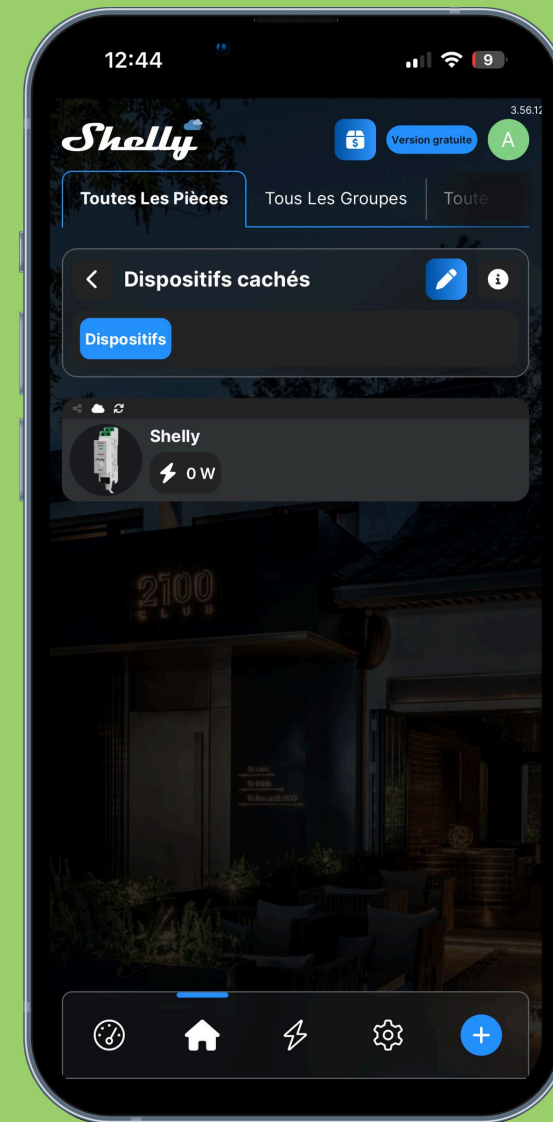 12:44
9
3.56.12
Shelly
Version gratuite
A
Toutes Les Pièces
Tous Les Groupes
Toute
Dispositifs cachés
Dispositifs
Shelly
0 W
2100
CLUB